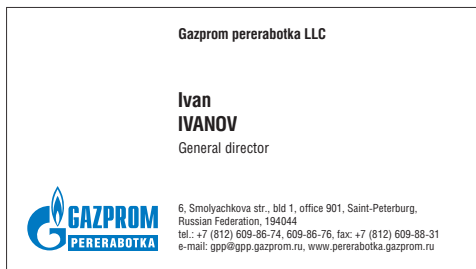 Gazprom pererabotka LLC
Ivan
IVANOV
General director
GAZPROM
PERERABOTKA
6, Smolyachkova str., bld 1, office 901, Saint-Peterburg,
Russian Federation, 194044
tel.: +7 (812) 609-86-74, 609-86-76, fax: +7 (812) 609-88-31
e-mail: gpp@gpp.gazprom.ru, www.pererabotka.gazprom.ru